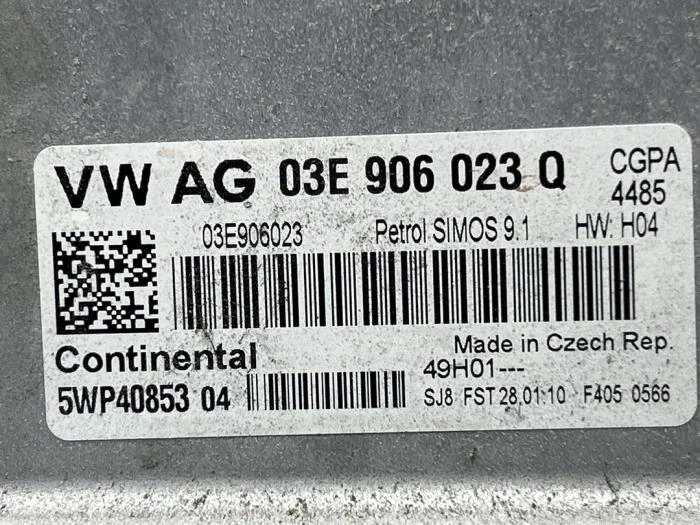 VW AG 03E 906 023 Q CGPA
4485
03E906023 Petrol SIMOS 9.1 HW: H04
Continental Made in Czech Rep.
49H01---
5WP40853 04 SJ8 FST 28.01.10 F405 0566